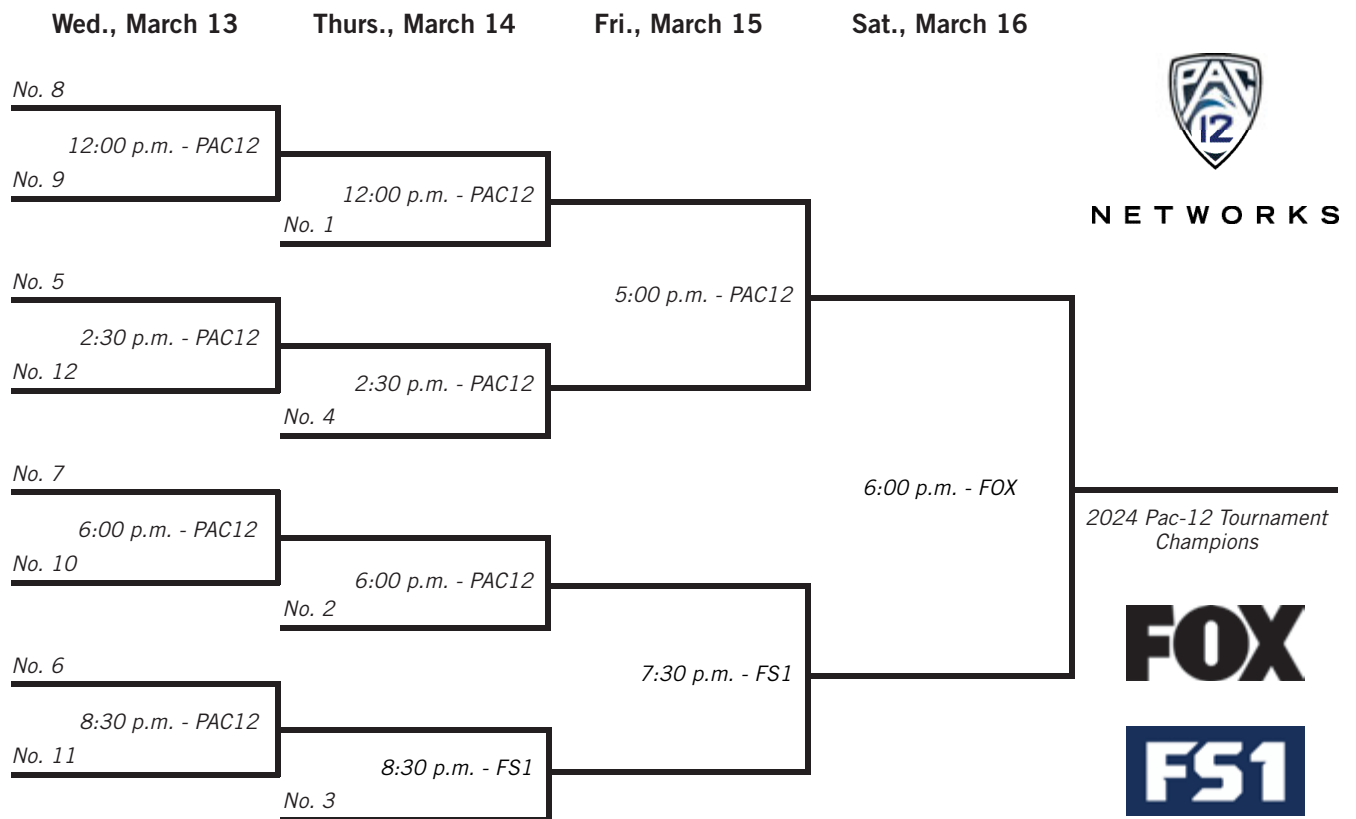 Wed., March 13
Thurs., March 14
Fri., March 15
Sat., March 16
PAC
12
NETWORKS
No. 8
12:00 p.m. - PAC12
No. 9
12:00 p.m. - PAC12
No. 1
No. 5
2:30 p.m. - PAC12
No. 12
2:30 p.m. - PAC12
No. 4
5:00 p.m. - PAC12
No. 7
6:00 p.m. - PAC12
No. 10
6:00 p.m. - PAC12
No. 2
No. 6
8:30 p.m. - PAC12
No. 11
8:30 p.m. - FS1
No. 3
7:30 p.m. - FS1
6:00 p.m. - FOX
2024 Pac-12 Tournament
Champions
FOX
FS1